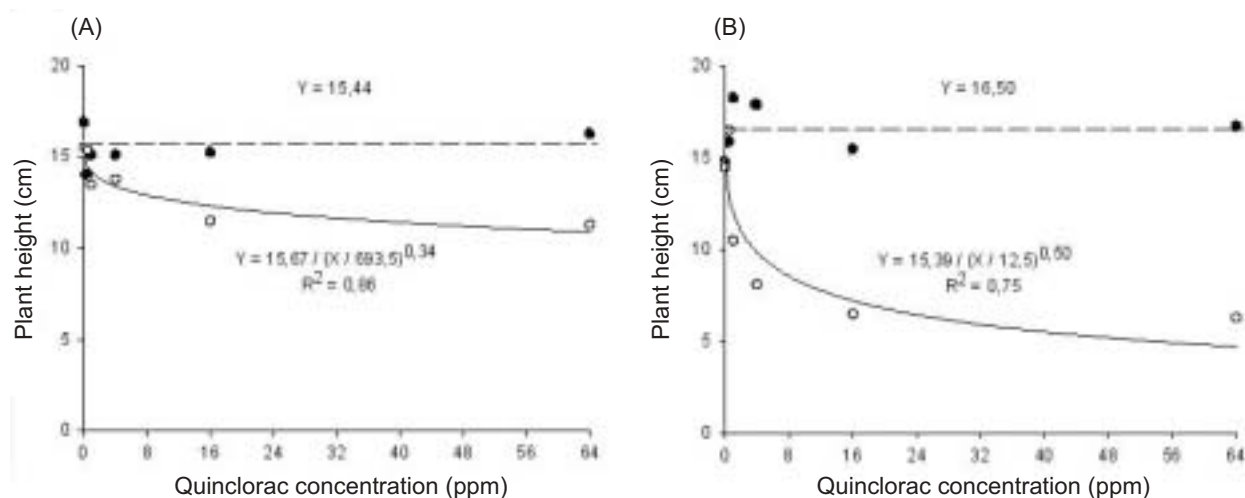 (A)
20
15
10
5
0
Plant height (cm)
Y = 15,44
Y = 15,67 / (X / 693,5)^0,34
R² = 0,86
0 8 16 24 32 40 48 56 64
Quinclorac concentration (ppm)
(B)
20
15
10
5
0
Plant height (cm)
Y = 16,50
Y = 15,39 / (X / 12,5)^0,50
R² = 0,75
0 8 16 24 32 40 48 56 64
Quinclorac concentration (ppm)